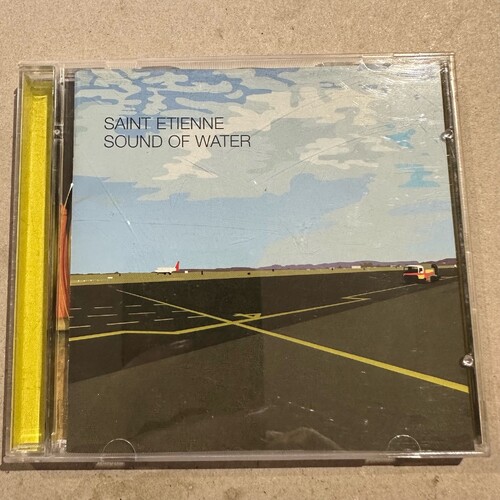 SAINT ETIENNE
SOUND OF WATER